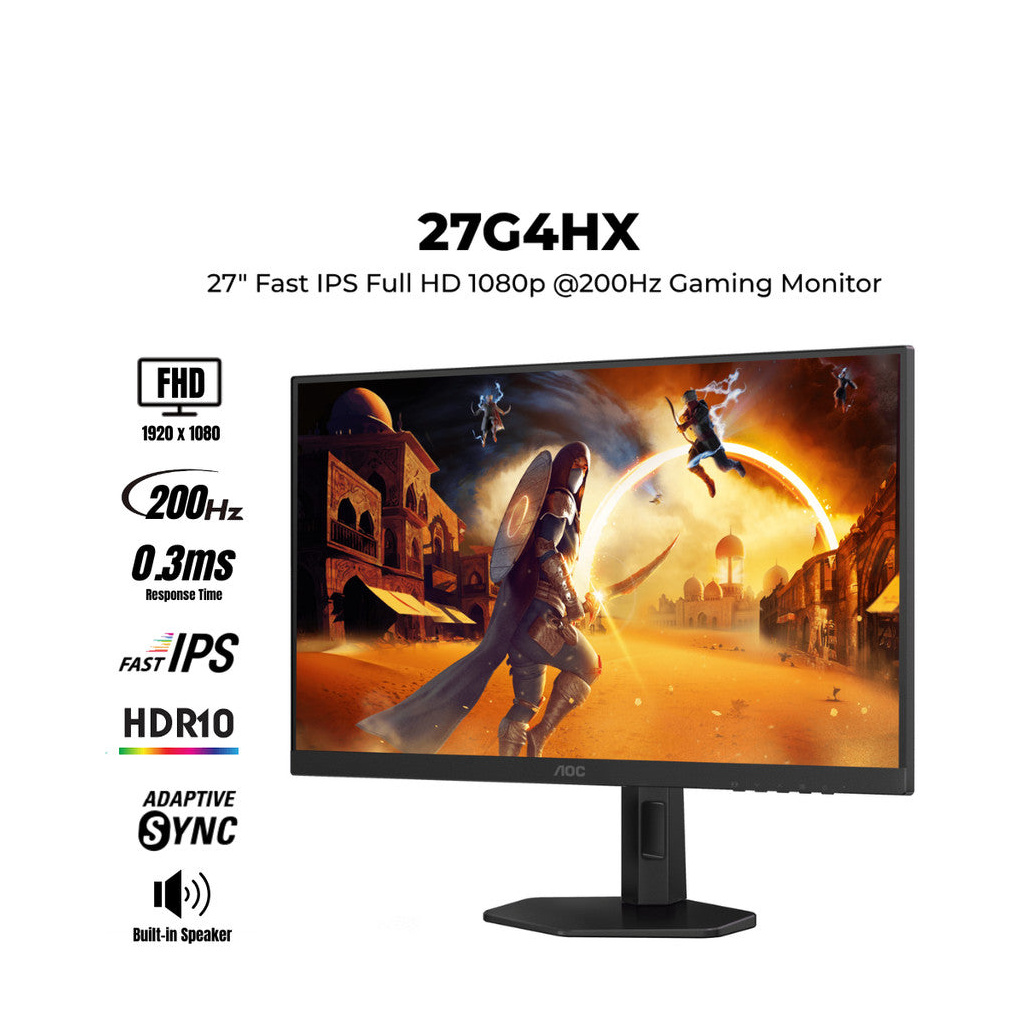 27G4HX
27" Fast IPS Full HD 1080p @200Hz Gaming Monitor
FHD
1920 x 1080
200Hz
0.3ms
Response Time
FAST IPS
HDR10
ADAPTIVE
SYNC
Built-in Speaker
AOC